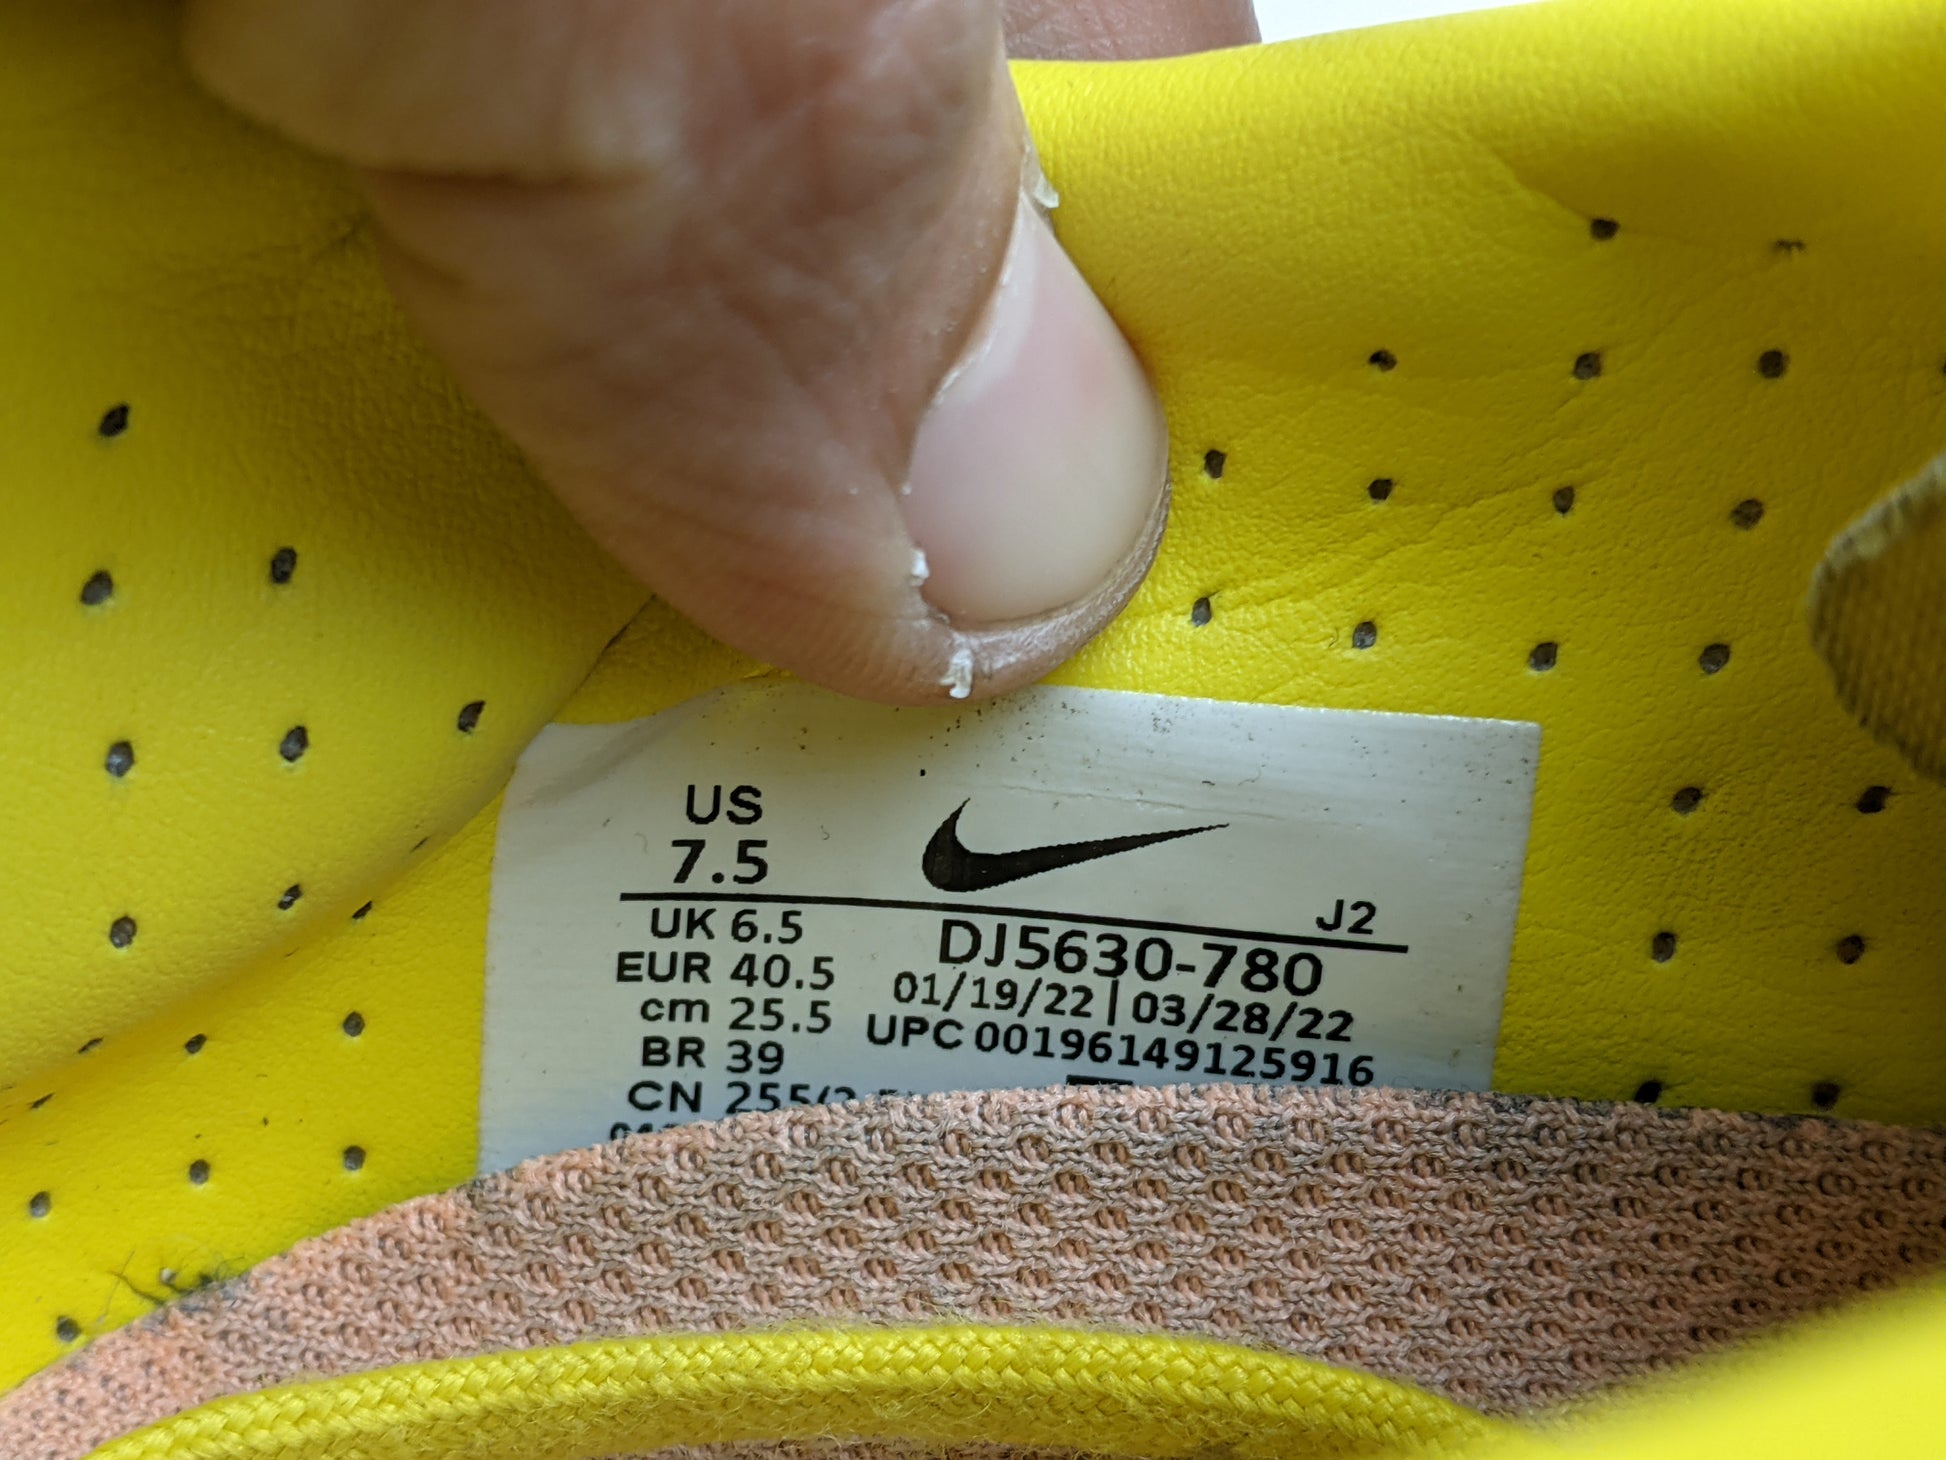 US
7.5
J2
UK 6.5
EUR 40.5
cm 25.5
BR 39
CN
DJ5630-780
01/19/22 | 03/28/22
UPC 00196149125916